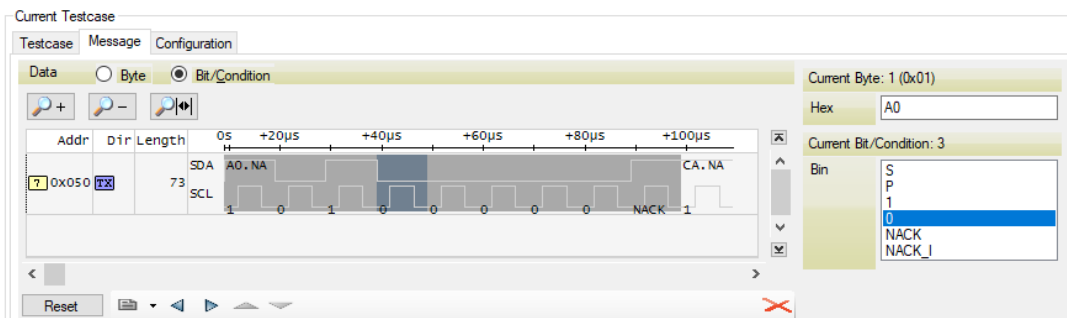 Current Testcase
Testcase Message Configuration
Data Byte Bit/Condition
+ -
Addr Dir Length 0s +20µs +40µs +60µs +80µs +100µs
SDA A0.NA CA.NA
? 0x050 TX 73
SCL
1 0 1 0 0 0 0 0 NACK 1
Reset
Current Byte: 1 (0x01)
Hex A0
Current Bit/Condition: 3
Bin S
P
1
0
NACK
NACK_I